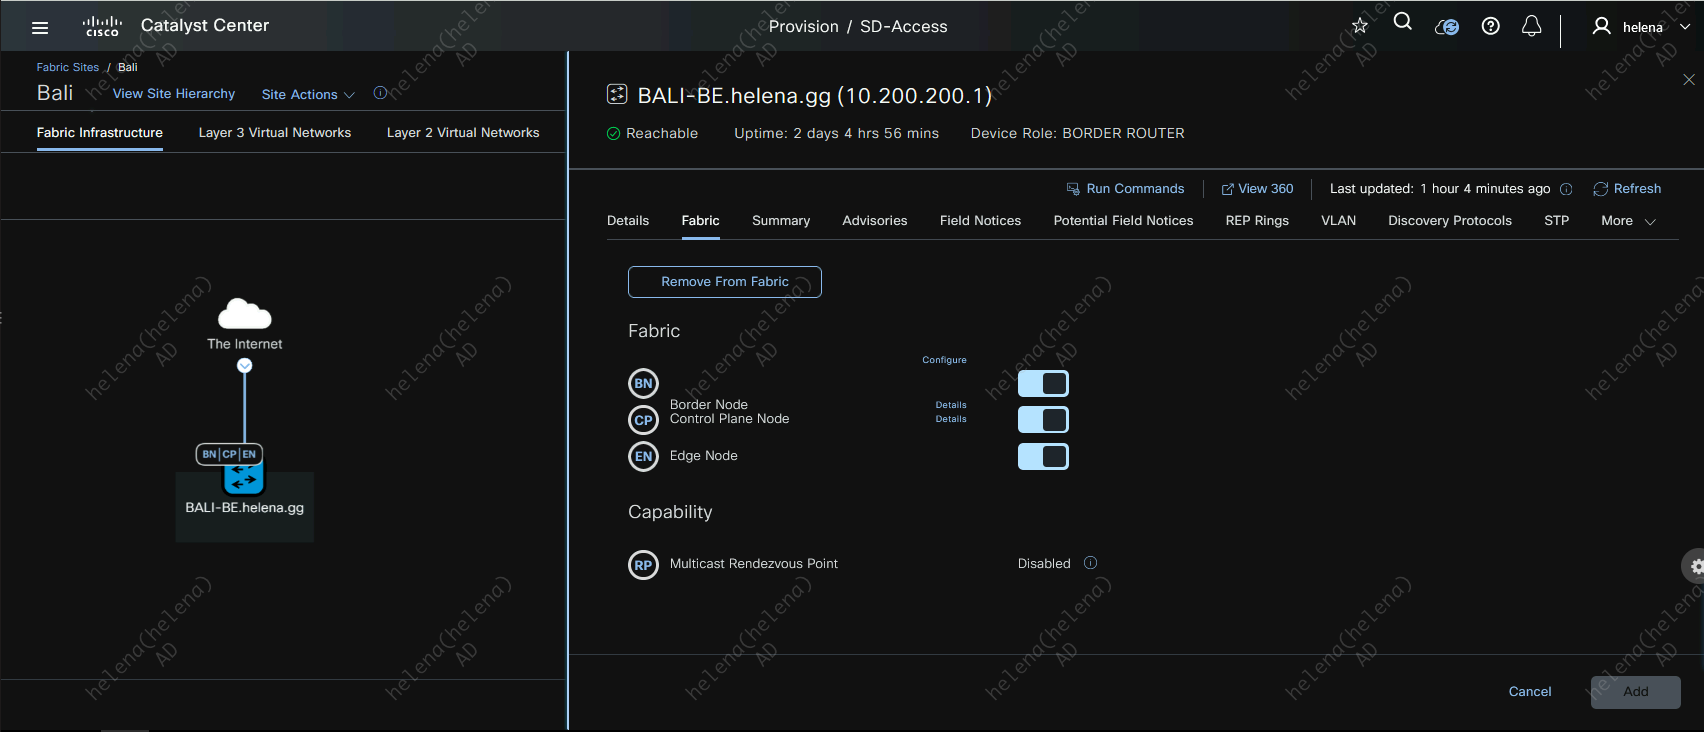 cisco Catalyst Center
Provision / SD-Access
helena
Fabric Sites / Bali
Bali View Site Hierarchy Site Actions
Fabric Infrastructure Layer 3 Virtual Networks Layer 2 Virtual Networks
The Internet
BN CP EN
BALI-BE.helena.gg
BALI-BE.helena.gg (10.200.200.1)
Reachable Uptime: 2 days 4 hrs 56 mins Device Role: BORDER ROUTER
Run Commands View 360 Last updated: 1 hour 4 minutes ago Refresh
Details Fabric Summary Advisories Field Notices Potential Field Notices REP Rings VLAN Discovery Protocols STP More
Remove From Fabric
Fabric
Configure
BN
Border Node Details
CP Control Plane Node Details
EN Edge Node
Capability
RP Multicast Rendezvous Point Disabled
Cancel Add
helena(helena)
AD